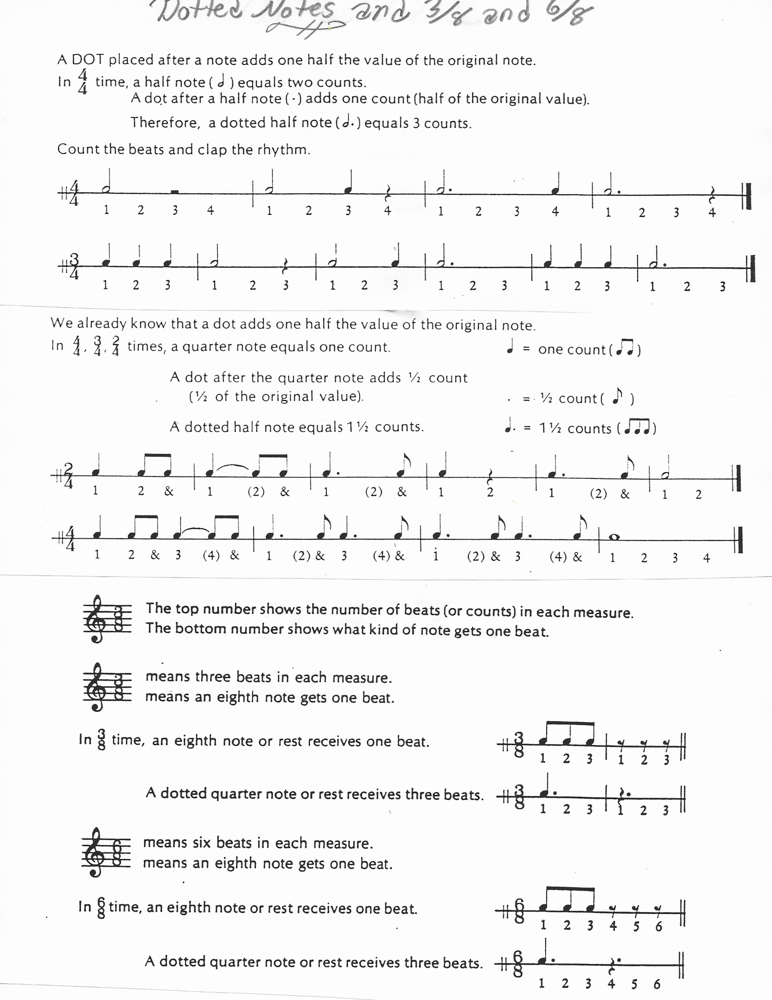 Dotted Notes and 3/8 and 6/8
A DOT placed after a note adds one half the value of the original note.
In 4/4 time, a half note (𝅗𝅥) equals two counts.
A dot after a half note (·) adds one count (half of the original value).
Therefore, a dotted half note (𝅗𝅥.) equals 3 counts.
Count the beats and clap the rhythm.
4/4
1 2 3 4 1 2 3 4 1 2 3 4 1 2 3 4
3/4
1 2 3 1 2 3 1 2 3 1 2 3 1 2 3 1 2 3
We already know that a dot adds one half the value of the original note.
In 4/4, 3/4, 2/4 times, a quarter note equals one count. ♩ = one count (♫)
A dot after the quarter note adds ½ count
(½ of the original value). . = ½ count (♪)
A dotted half note equals 1½ counts. ♩. = 1½ counts (♪♪♪)
2/4
1 2 & 1 (2) & 1 (2) & 1 2 1 (2) & 1 2
4/4
1 2 & 3 (4) & 1 (2) & 3 (4) & 1 (2) & 3 (4) & 1 2 3 4
3/8 The top number shows the number of beats (or counts) in each measure.
The bottom number shows what kind of note gets one beat.
3/8 means three beats in each measure.
means an eighth note gets one beat.
In 3/8 time, an eighth note or rest receives one beat. 3/8
1 2 3 1 2 3
A dotted quarter note or rest receives three beats. 3/8
1 2 3 1 2 3
6/8 means six beats in each measure.
means an eighth note gets one beat.
In 6/8 time, an eighth note or rest receives one beat. 6/8
1 2 3 4 5 6
A dotted quarter note or rest receives three beats. 6/8
1 2 3 4 5 6